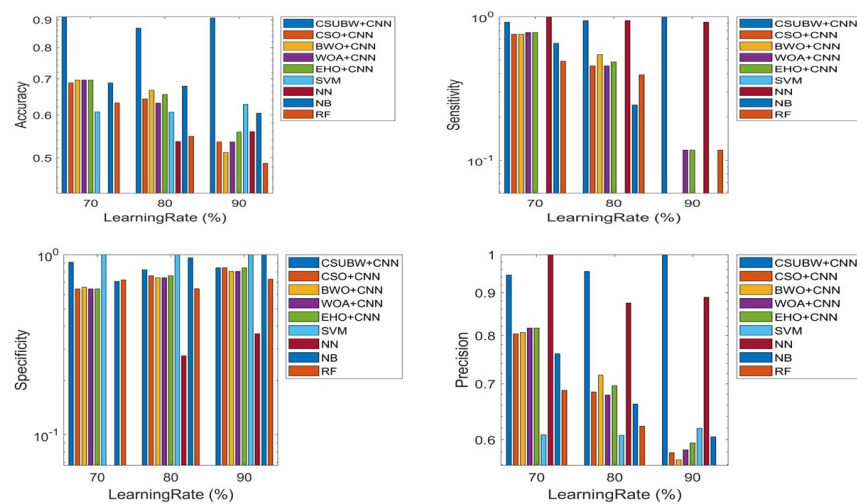 0.9
0.8
0.7
0.6
0.5
Accuracy
70
80
90
LearningRate (%)
CSUBW+CNN
CSO+CNN
BWO+CNN
WOA+CNN
EHO+CNN
SVM
NN
NB
RF
10⁰
10⁻¹
Sensitivity
70
80
90
LearningRate (%)
CSUBW+CNN
CSO+CNN
BWO+CNN
WOA+CNN
EHO+CNN
SVM
NN
NB
RF
10⁰
10⁻¹
Specificity
70
80
90
LearningRate (%)
CSUBW+CNN
CSO+CNN
BWO+CNN
WOA+CNN
EHO+CNN
SVM
NN
NB
RF
1
0.9
0.8
0.7
0.6
Precision
70
80
90
LearningRate (%)
CSUBW+CNN
CSO+CNN
BWO+CNN
WOA+CNN
EHO+CNN
SVM
NN
NB
RF